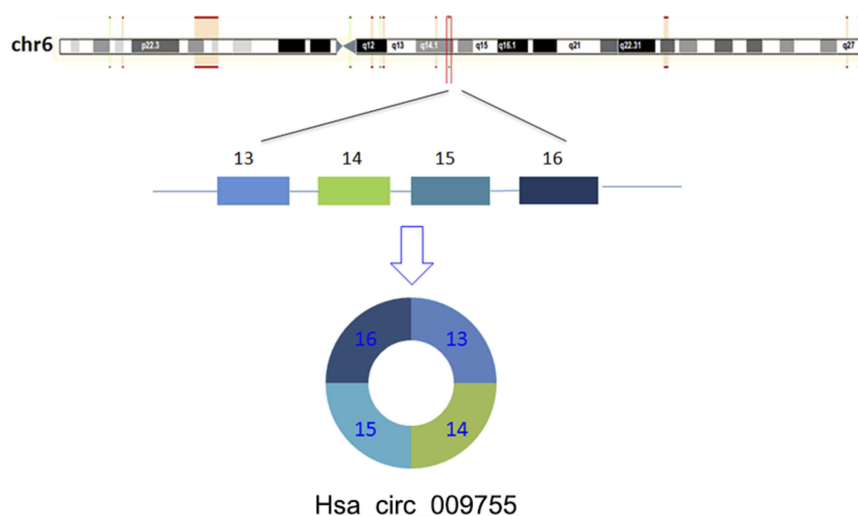 chr6 p22.3 q12 q13 q14.1 q15 q16.1 q21 q22.31 q27
13 14 15 16
16 13
15 14
Hsa circ 009755